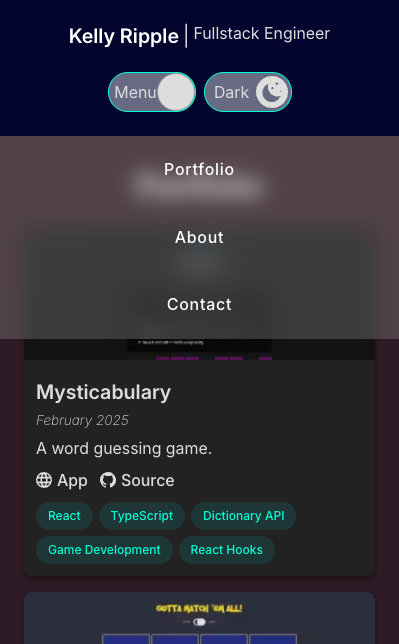 Kelly Ripple | Fullstack Engineer
Menu Dark
Portfolio
About
Contact
Mysticabulary
February 2025
A word guessing game.
App Source
React TypeScript Dictionary API
Game Development React Hooks
GOTTA MATCH 'EM ALL!